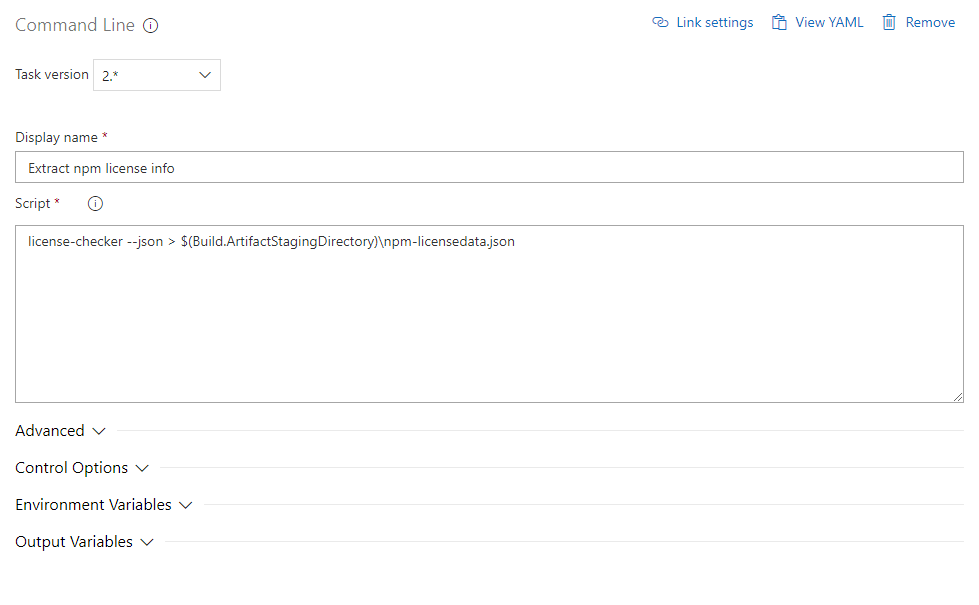 Command Line
Link settings
View YAML
Remove
Task version
2.*
Display name *
Extract npm license info
Script *
license-checker --json > $(Build.ArtifactStagingDirectory)\npm-licensedata.json
Advanced
Control Options
Environment Variables
Output Variables